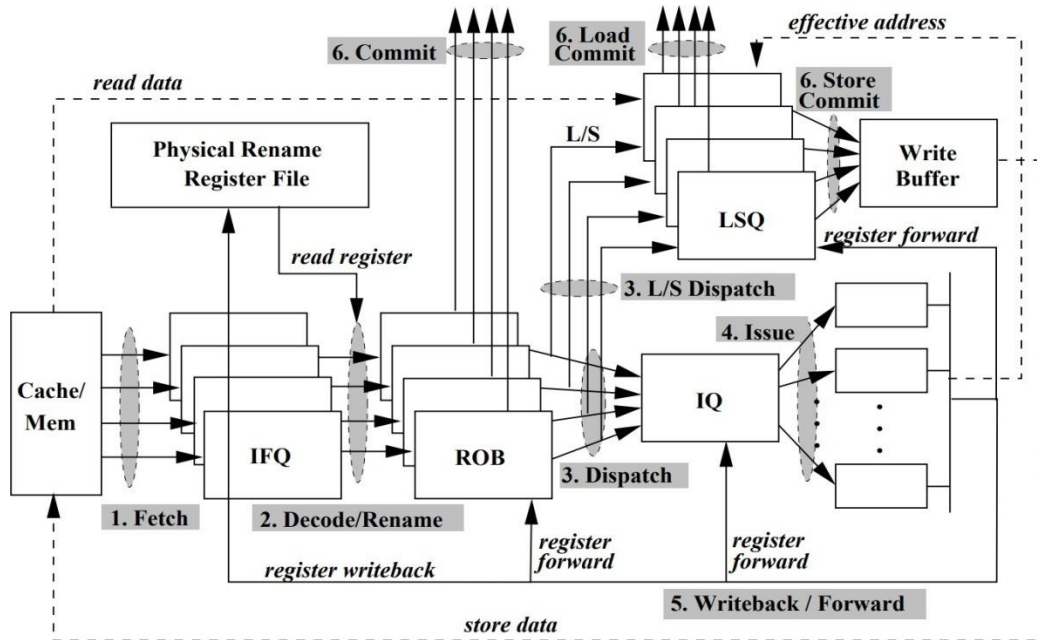 effective address
6. Commit
6. Load
Commit
read data
6. Store
Commit
Physical Rename
Register File
L/S
Write
Buffer
LSQ
read register
register forward
3. L/S Dispatch
4. Issue
Cache/
Mem
IFQ
ROB
IQ
3. Dispatch
1. Fetch
2. Decode/Rename
register
forward
register
forward
register writeback
5. Writeback / Forward
store data